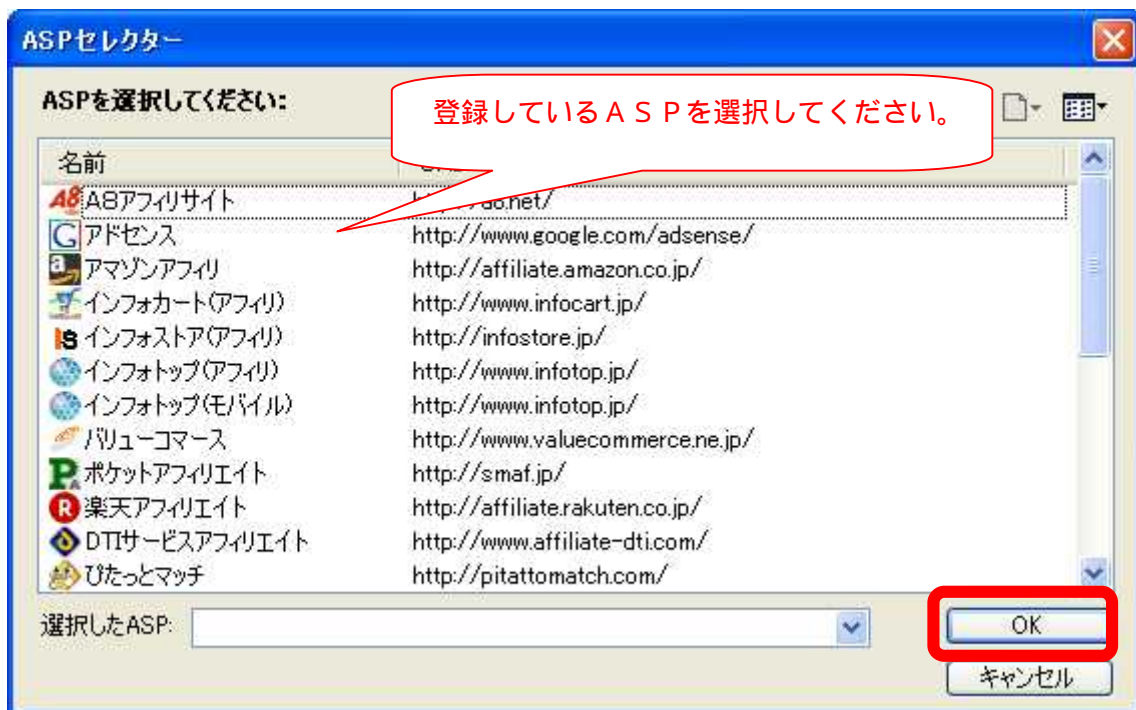 ASPセレクター
ASPを選択してください:
登録しているASPを選択してください。
名前
A8アフィリサイト
アドセンス http://www.google.com/adsense/
アマゾンアフィリ http://affiliate.amazon.co.jp/
インフォカート(アフィリ) http://www.infocart.jp/
インフォストア(アフィリ) http://infostore.jp/
インフォトップ(アフィリ) http://www.infotop.jp/
インフォトップ(モバイル) http://www.infotop.jp/
バリューコマース http://www.valuecommerce.ne.jp/
ポケットアフィリエイト http://smaf.jp/
楽天アフィリエイト http://affiliate.rakuten.co.jp/
DTIサービスアフィリエイト http://www.affiliate-dti.com/
ぴたっとマッチ http://pitattomatch.com/
選択したASP: OK
キャンセル